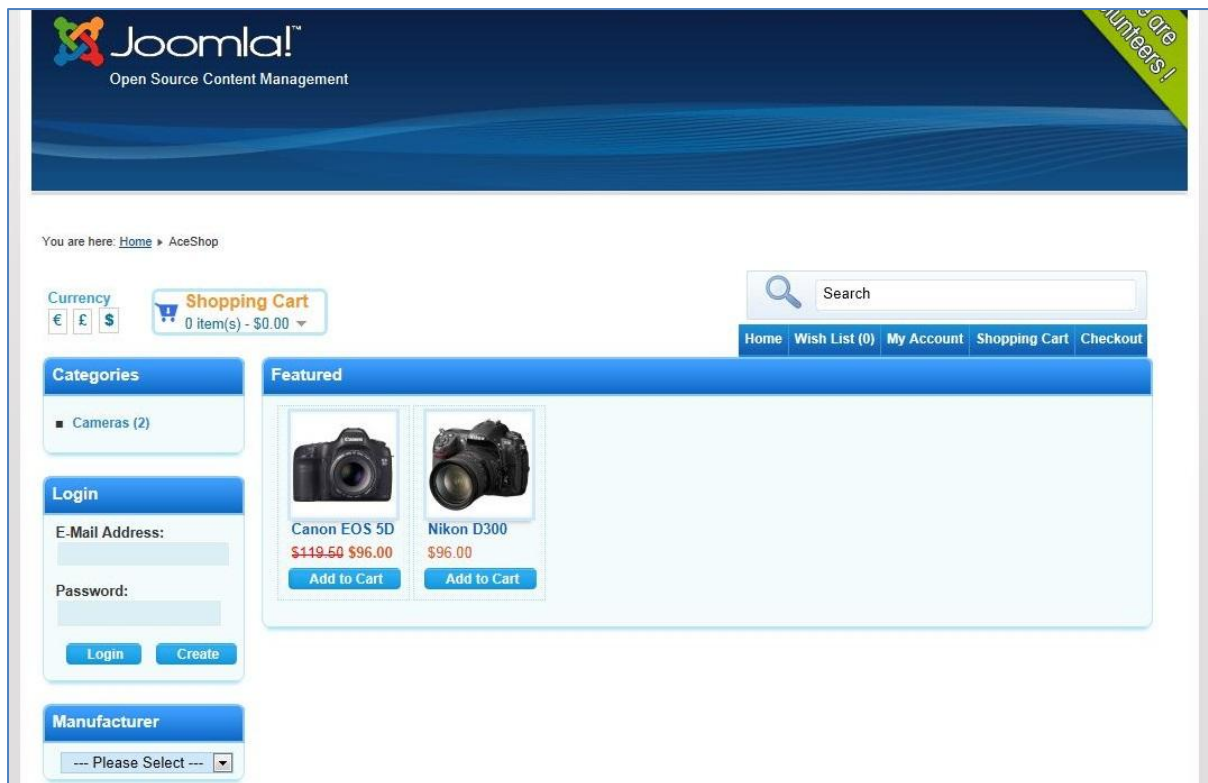 Joomla!™
Open Source Content Management
are
Volunteers!
You are here: Home ▸ AceShop
Currency
€ £ $
Shopping Cart
0 item(s) - $0.00
Search
Home Wish List (0) My Account Shopping Cart Checkout
Categories
Cameras (2)
Login
E-Mail Address:
Password:
Login Create
Manufacturer
--- Please Select ---
Featured
Canon EOS 5D
$119.50 $96.00
Add to Cart
Nikon D300
$96.00
Add to Cart